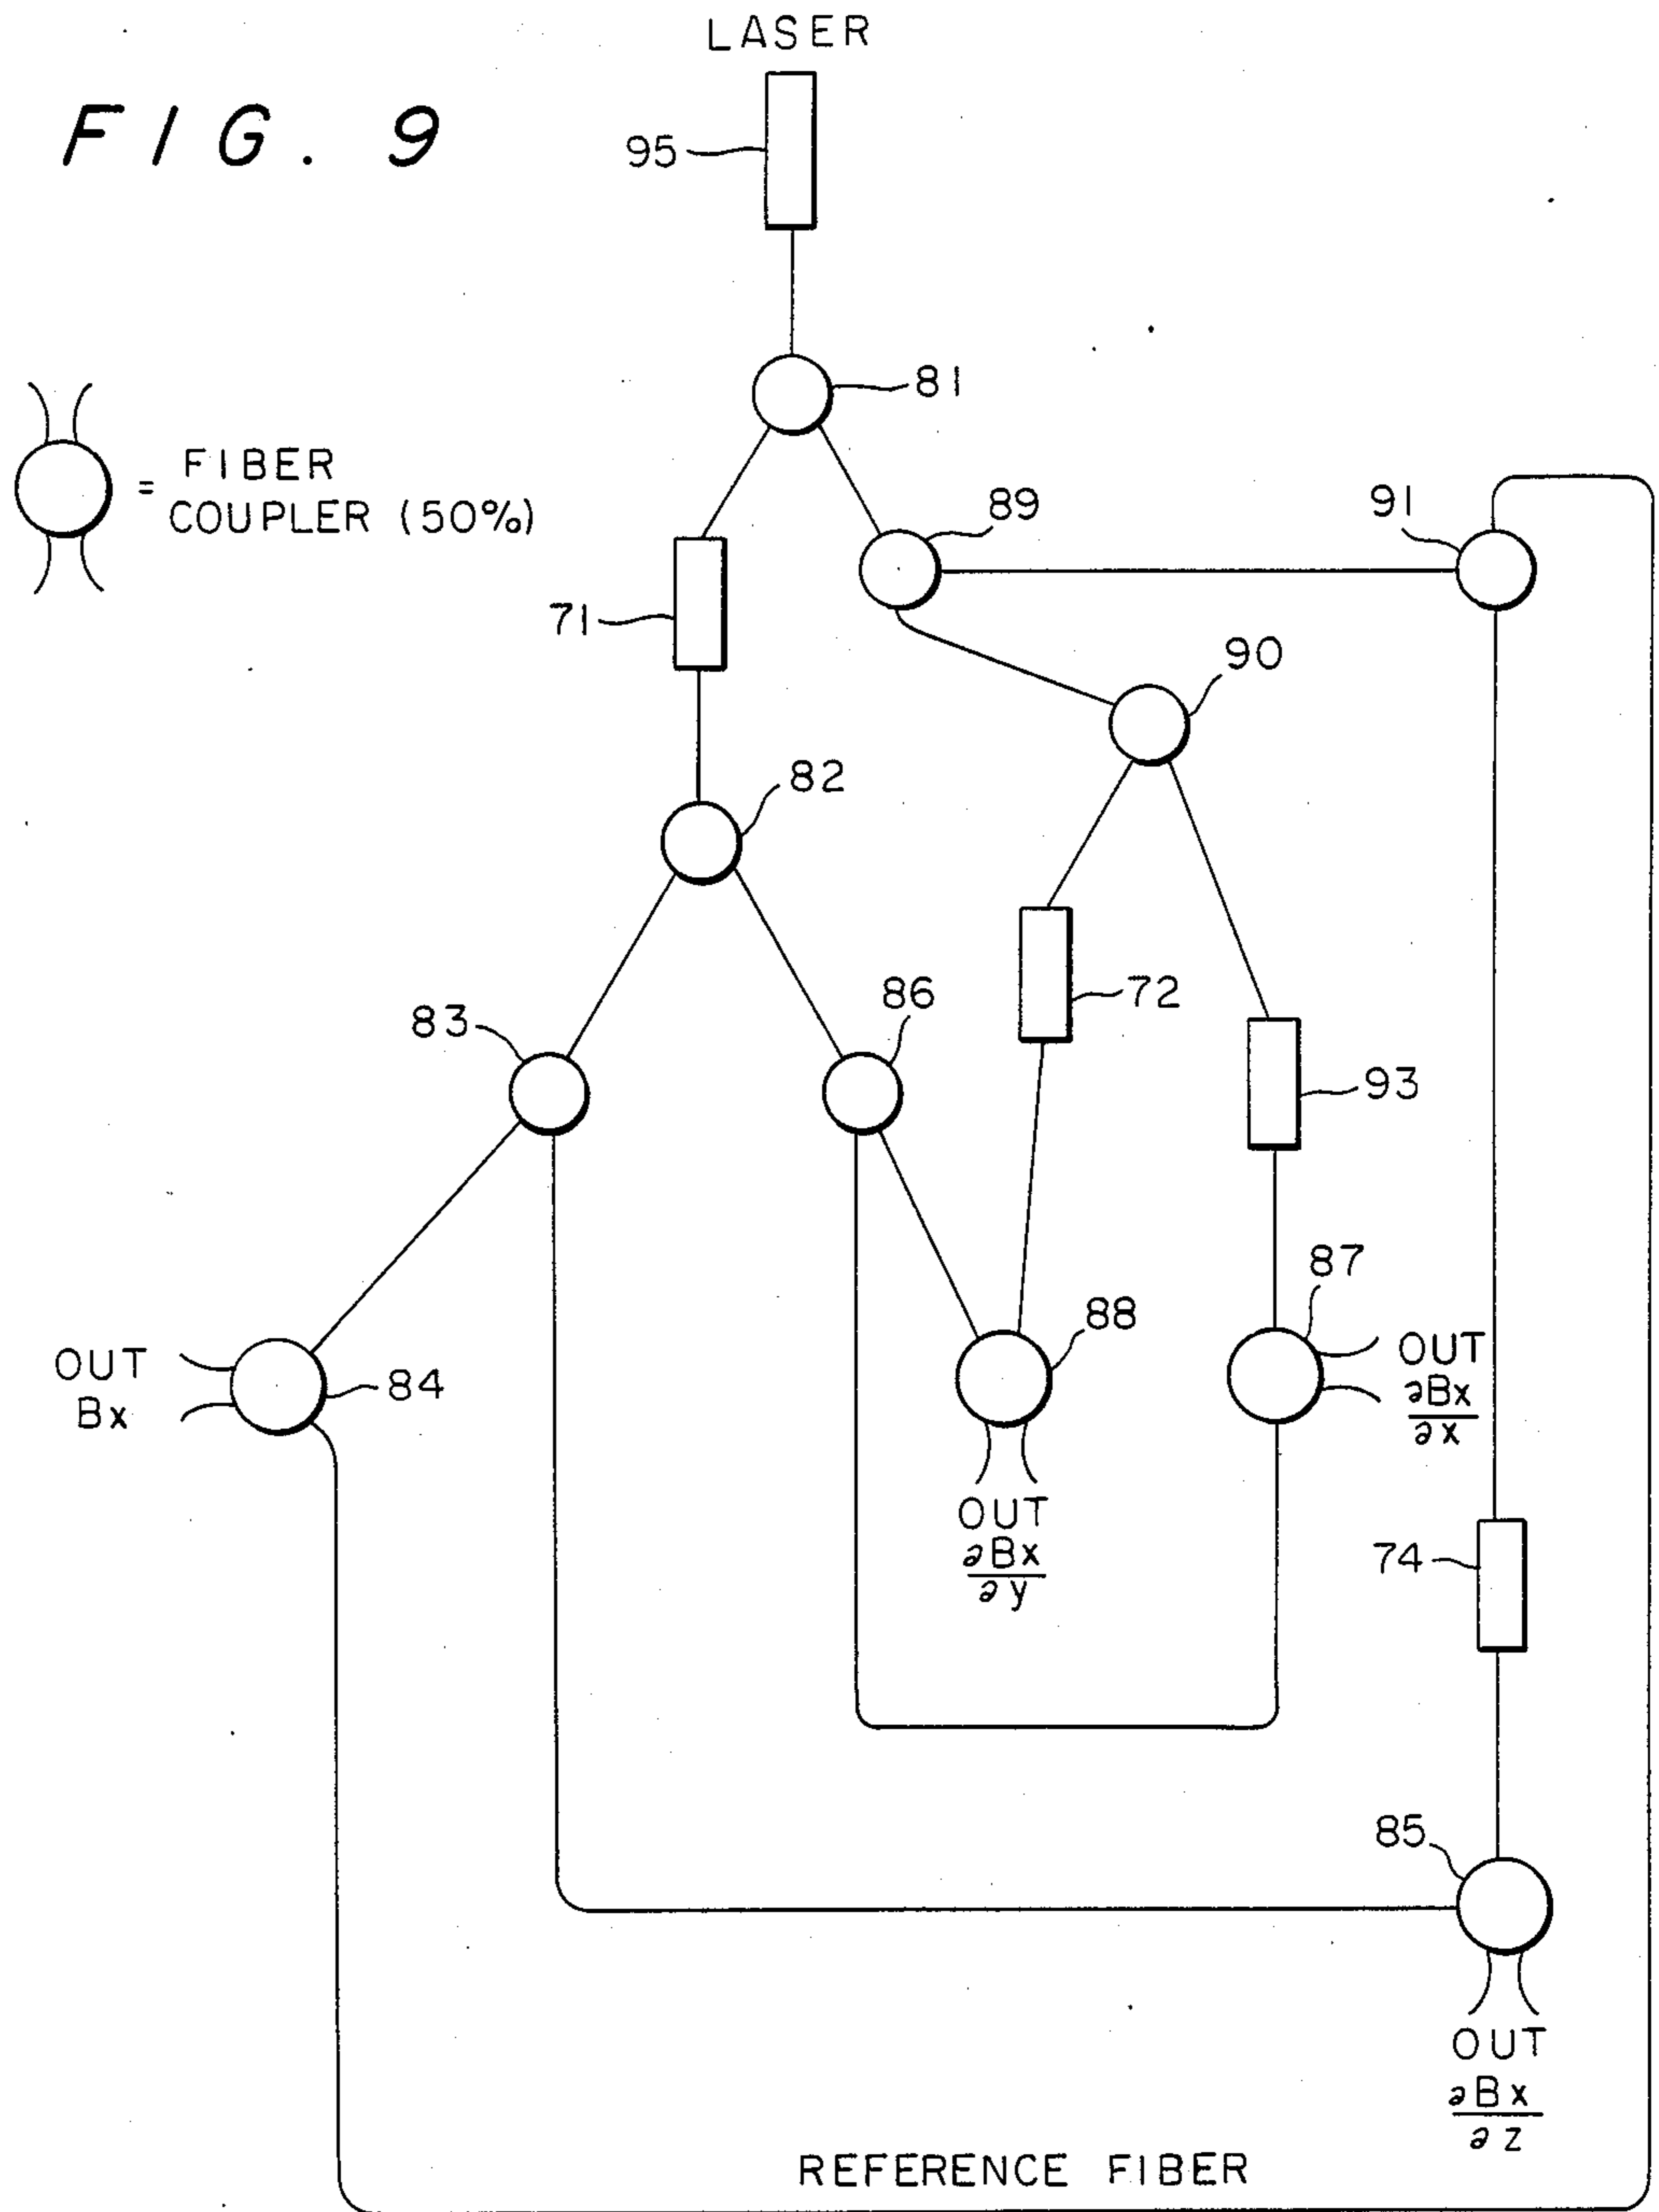 LASER
FIG. 9
95
81
= FIBER
COUPLER (50%)
89
91
71
90
82
83
86
72
93
87
88
84
OUT
Bx
OUT
∂Bx
∂x
OUT
∂Bx
∂y
74
85
OUT
∂Bx
∂z
REFERENCE FIBER